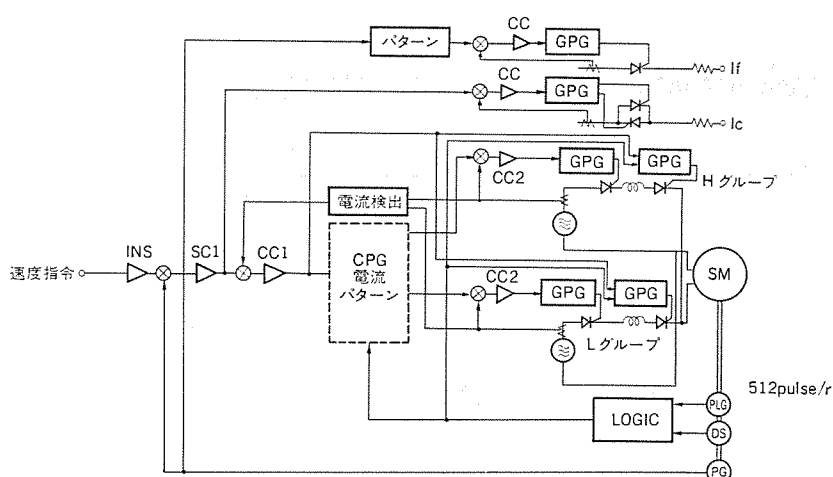 CC
パターン
GPG
If
CC
GPG
Ic
GPG
GPG
CC2
Hグループ
電流検出
INS
SC1
CC1
CPG
電流
パターン
速度指令
CC2
GPG
GPG
SM
Lグループ
512pulse/r
PLG
LOGIC
DS
PG